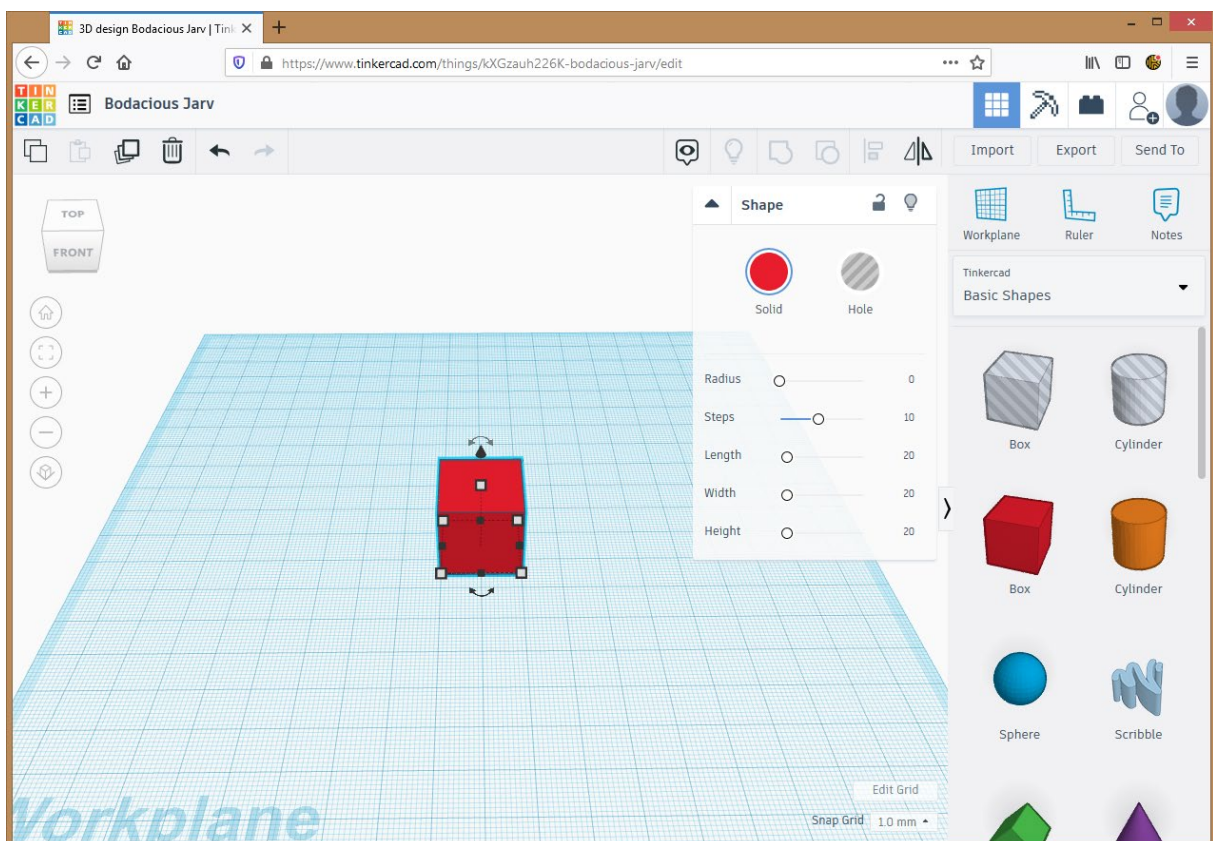 3D design Bodacious Jarv | Tink
https://www.tinkercad.com/things/kXGzauh226K-bodacious-jarv/edit
TIN
KER
CAD
Bodacious Jarv
Import Export Send To
TOP
FRONT
Shape
Solid Hole
Radius 0
Steps 10
Length 20
Width 20
Height 20
Workplane Ruler Notes
Tinkercad
Basic Shapes
Box Cylinder
Box Cylinder
Sphere Scribble
Workplane
Edit Grid
Snap Grid 1.0 mm